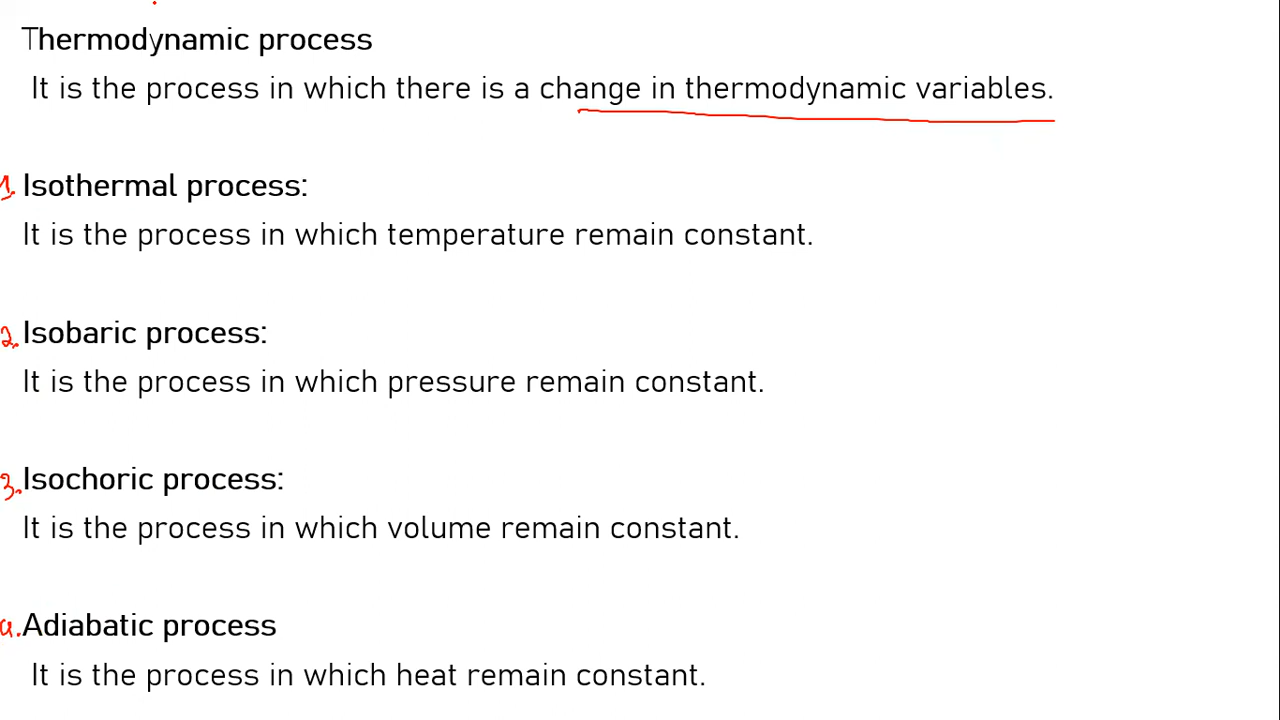 Thermodynamic process
It is the process in which there is a change in thermodynamic variables.
1. Isothermal process:
It is the process in which temperature remain constant.
2. Isobaric process:
It is the process in which pressure remain constant.
3. Isochoric process:
It is the process in which volume remain constant.
4. Adiabatic process
It is the process in which heat remain constant.